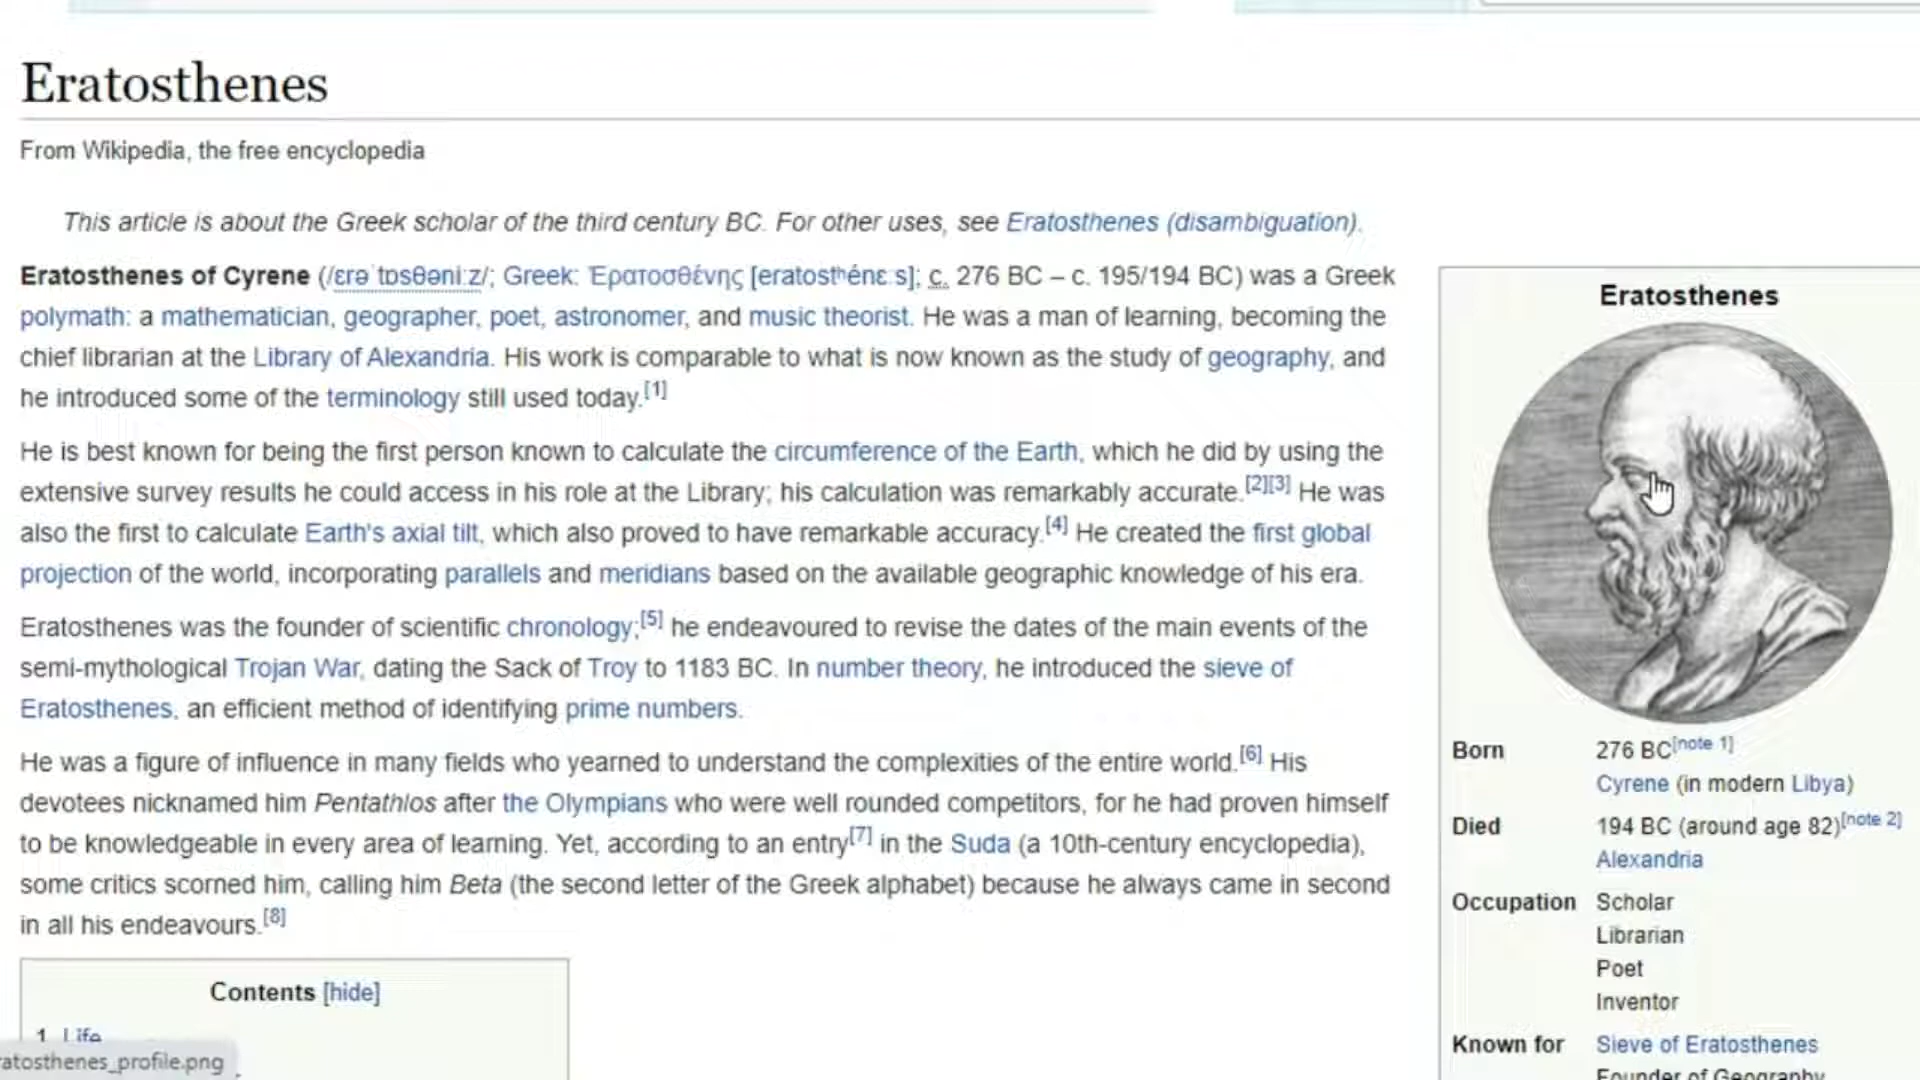 Eratosthenes
From Wikipedia, the free encyclopedia
This article is about the Greek scholar of the third century BC. For other uses, see Eratosthenes (disambiguation).
Eratosthenes of Cyrene (/ɛrəˈtɒsθəniːz/; Greek: Ἐρατοσθένης [eratostʰénɛːs]; c. 276 BC – c. 195/194 BC) was a Greek
polymath: a mathematician, geographer, poet, astronomer, and music theorist. He was a man of learning, becoming the
chief librarian at the Library of Alexandria. His work is comparable to what is now known as the study of geography, and
he introduced some of the terminology still used today.[1]
He is best known for being the first person known to calculate the circumference of the Earth, which he did by using the
extensive survey results he could access in his role at the Library; his calculation was remarkably accurate.[2][3] He was
also the first to calculate Earth's axial tilt, which also proved to have remarkable accuracy.[4] He created the first global
projection of the world, incorporating parallels and meridians based on the available geographic knowledge of his era.
Eratosthenes was the founder of scientific chronology;[5] he endeavoured to revise the dates of the main events of the
semi-mythological Trojan War, dating the Sack of Troy to 1183 BC. In number theory, he introduced the sieve of
Eratosthenes, an efficient method of identifying prime numbers.
He was a figure of influence in many fields who yearned to understand the complexities of the entire world.[6] His
devotees nicknamed him Pentathlos after the Olympians who were well rounded competitors, for he had proven himself
to be knowledgeable in every area of learning. Yet, according to an entry[7] in the Suda (a 10th-century encyclopedia),
some critics scorned him, calling him Beta (the second letter of the Greek alphabet) because he always came in second
in all his endeavours.[8]
Contents [hide]
1 Life
atosthenes_profile.png
Eratosthenes
Born 276 BC[note 1]
Cyrene (in modern Libya)
Died 194 BC (around age 82)[note 2]
Alexandria
Occupation Scholar
Librarian
Poet
Inventor
Known for Sieve of Eratosthenes
Founder of Geography